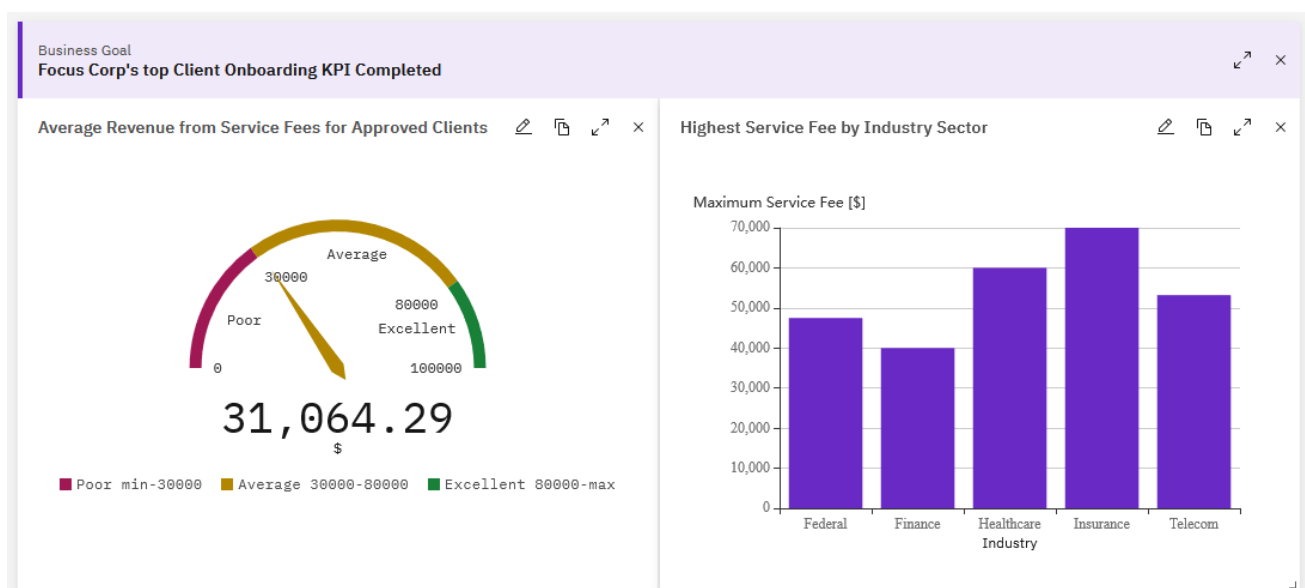 Business Goal
Focus Corp's top Client Onboarding KPI Completed
Average Revenue from Service Fees for Approved Clients
Average
30000
80000
Poor
Excellent
0
100000
31,064.29
$
Poor min-30000 Average 30000-80000 Excellent 80000-max
Highest Service Fee by Industry Sector
Maximum Service Fee [$]
70,000
60,000
50,000
40,000
30,000
20,000
10,000
0
Federal Finance Healthcare Insurance Telecom
Industry